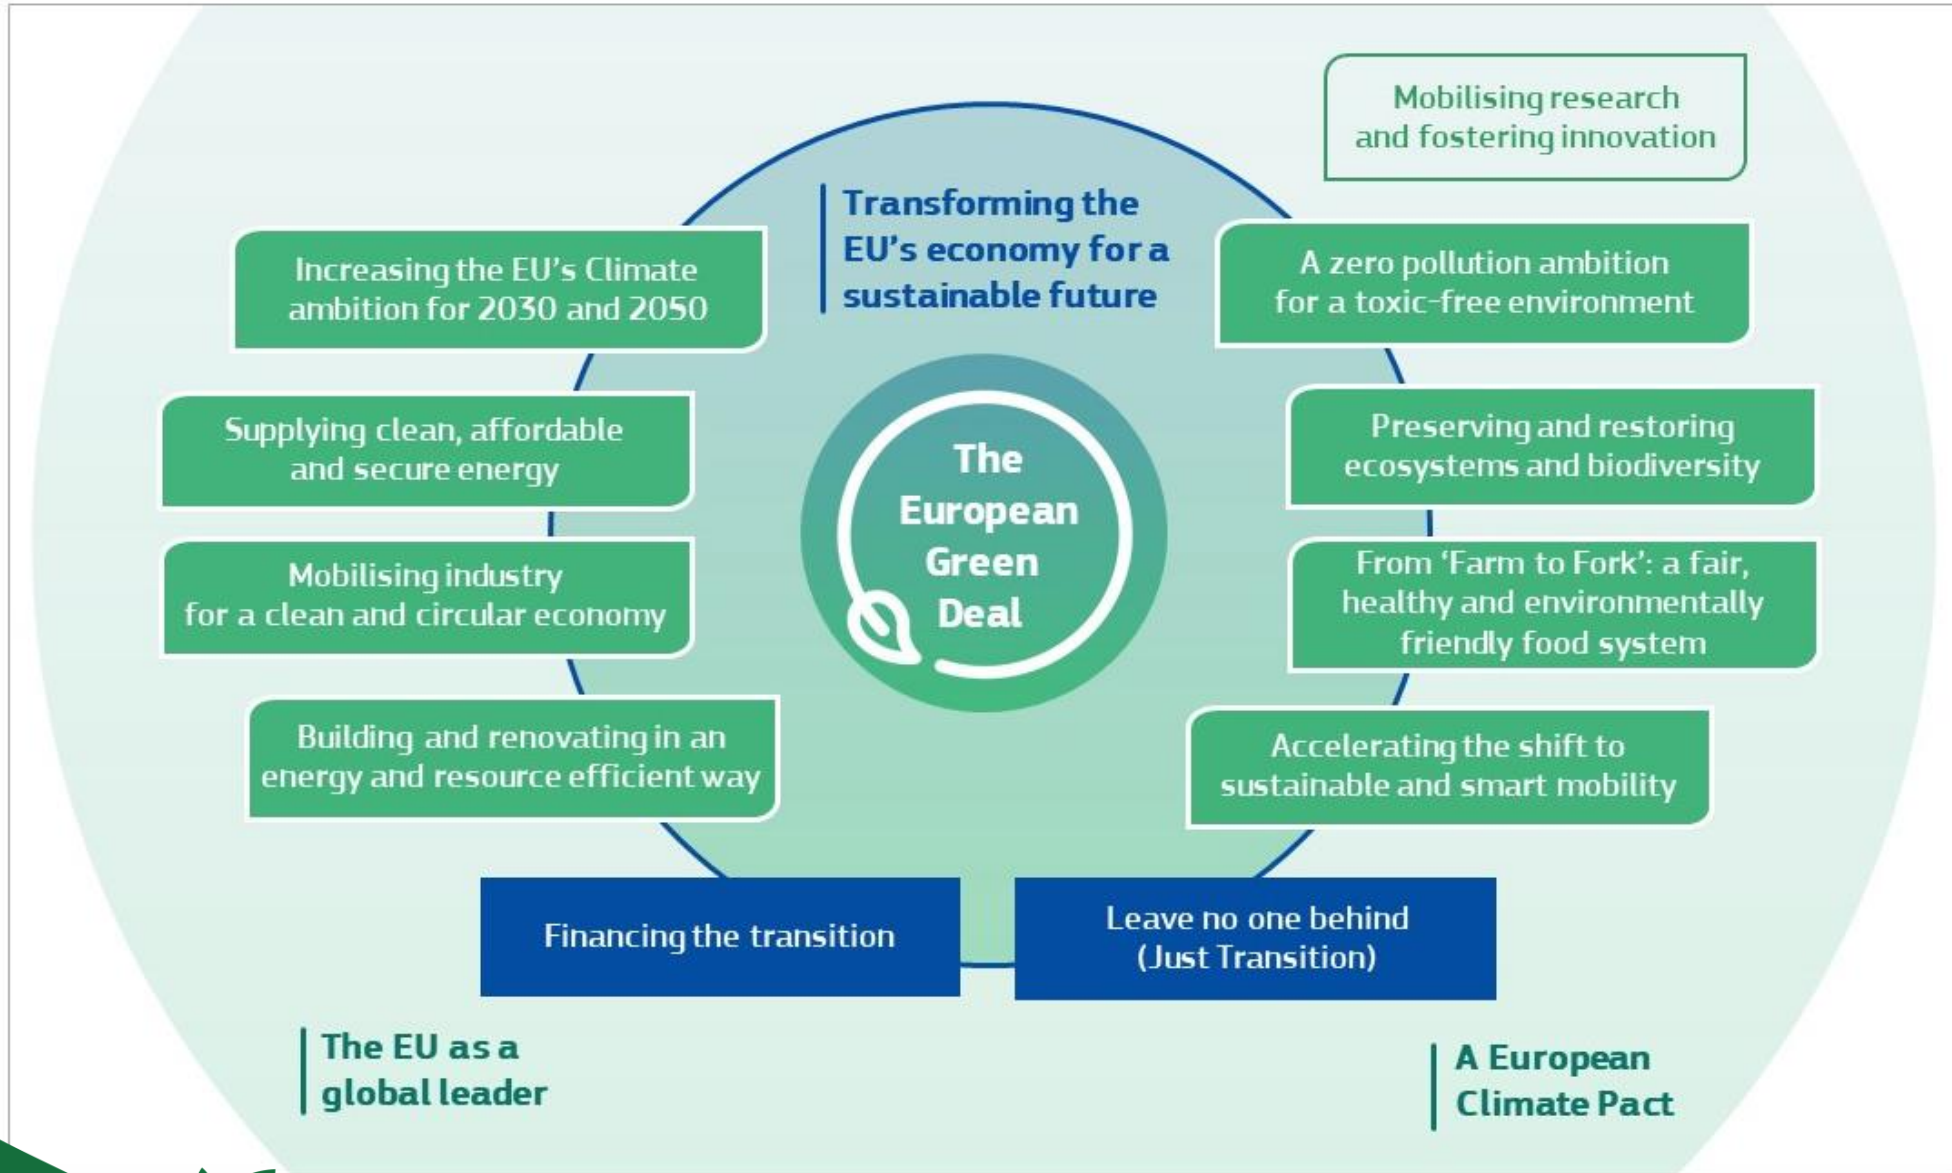 Mobilising research
and fostering innovation
Transforming the
EU's economy for a
sustainable future
Increasing the EU's Climate
ambition for 2030 and 2050
Supplying clean, affordable
and secure energy
Mobilising industry
for a clean and circular economy
Building and renovating in an
energy and resource efficient way
The
European
Green
Deal
A zero pollution ambition
for a toxic-free environment
Preserving and restoring
ecosystems and biodiversity
From ‘Farm to Fork’: a fair,
healthy and environmentally
friendly food system
Accelerating the shift to
sustainable and smart mobility
Financing the transition
Leave no one behind
(Just Transition)
The EU as a
global leader
A European
Climate Pact